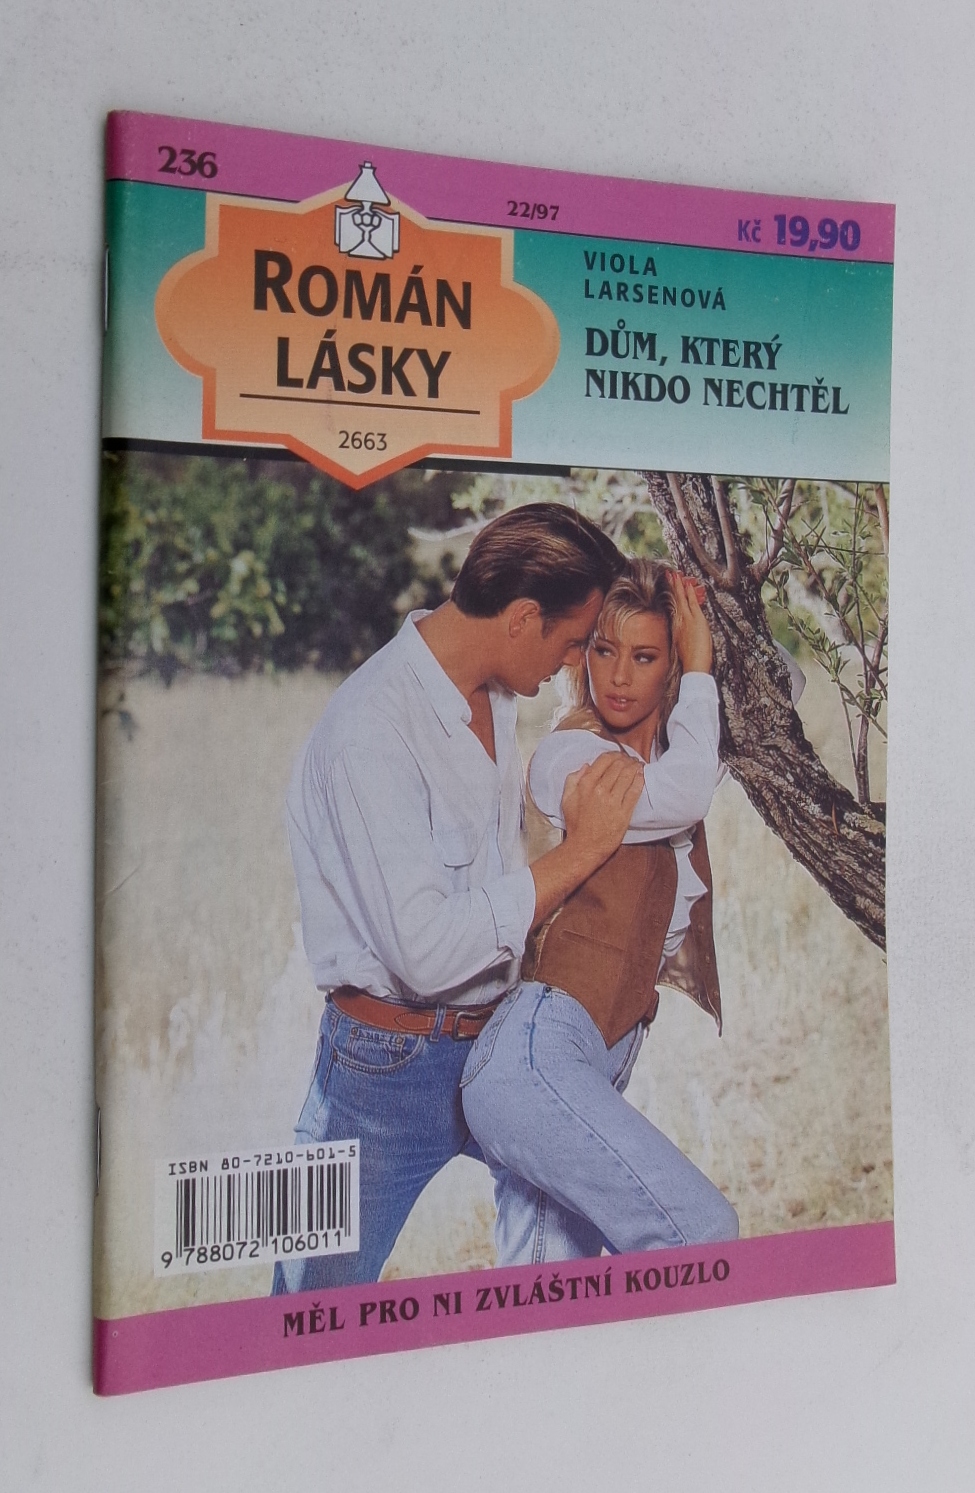 236
22/97
Kč 19,90
ROMÁN
LÁSKY
2663
VIOLA
LARSENOVÁ
DŮM, KTERÝ
NIKDO NECHTĚL
ISBN 80-7210-601-5
9 788072 106011
MĚL PRO NI ZVLÁŠTNÍ KOUZLO